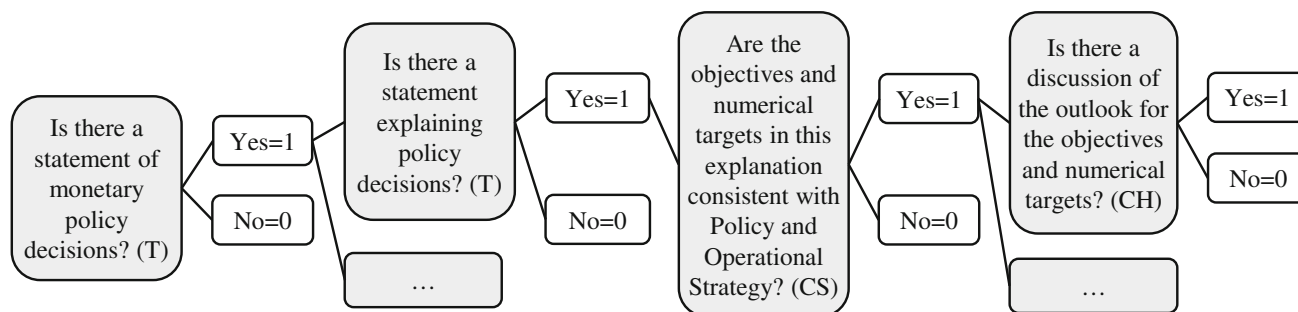 Is there a
statement of
monetary
policy
decisions? (T)
Yes=1
No=0
Is there a
statement
explaining
policy
decisions? (T)
…
Yes=1
No=0
Are the
objectives and
numerical
targets in this
explanation
consistent with
Policy and
Operational
Strategy? (CS)
Yes=1
No=0
Is there a
discussion of
the outlook for
the objectives
and numerical
targets? (CH)
…
Yes=1
No=0